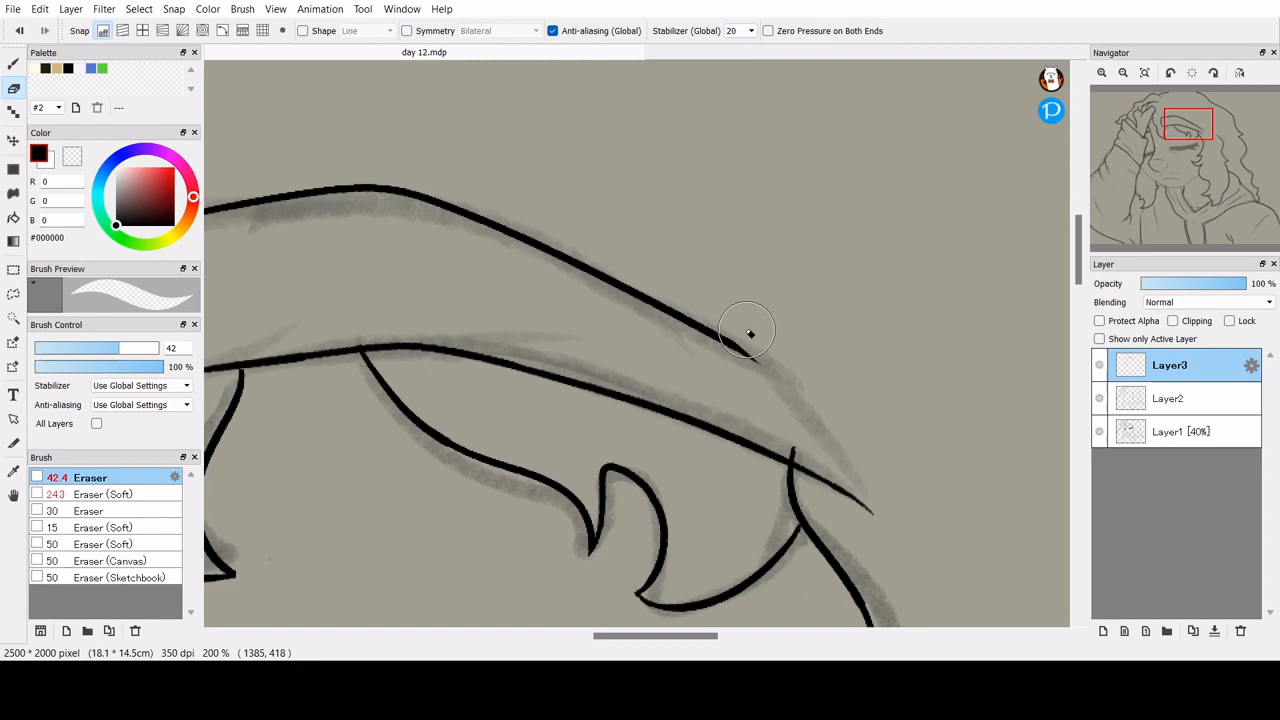 File Edit Layer Filter Select Snap Color Brush View Animation Tool Window Help
Snap Shape Line Symmetry Bilateral Anti-aliasing (Global) Stabilizer (Global) 20 Zero Pressure on Both Ends
day 12.mdp
Palette
#2 ---
Color
R 0
G 0
B 0
#000000
Brush Preview
Brush Control
42
100 %
Stabilizer Use Global Settings
Anti-aliasing Use Global Settings
All Layers
Brush
42.4 Eraser
24.3 Eraser (Soft)
30 Eraser
15 Eraser (Soft)
50 Eraser (Soft)
50 Eraser (Canvas)
50 Eraser (Sketchbook)
Navigator
Layer
Opacity 100 %
Blending Normal
Protect Alpha Clipping Lock
Show only Active Layer
Layer3
Layer2
Layer1 [40%]
2500 * 2000 pixel (18.1 * 14.5cm) 350 dpi 200 % ( 1385, 418 )